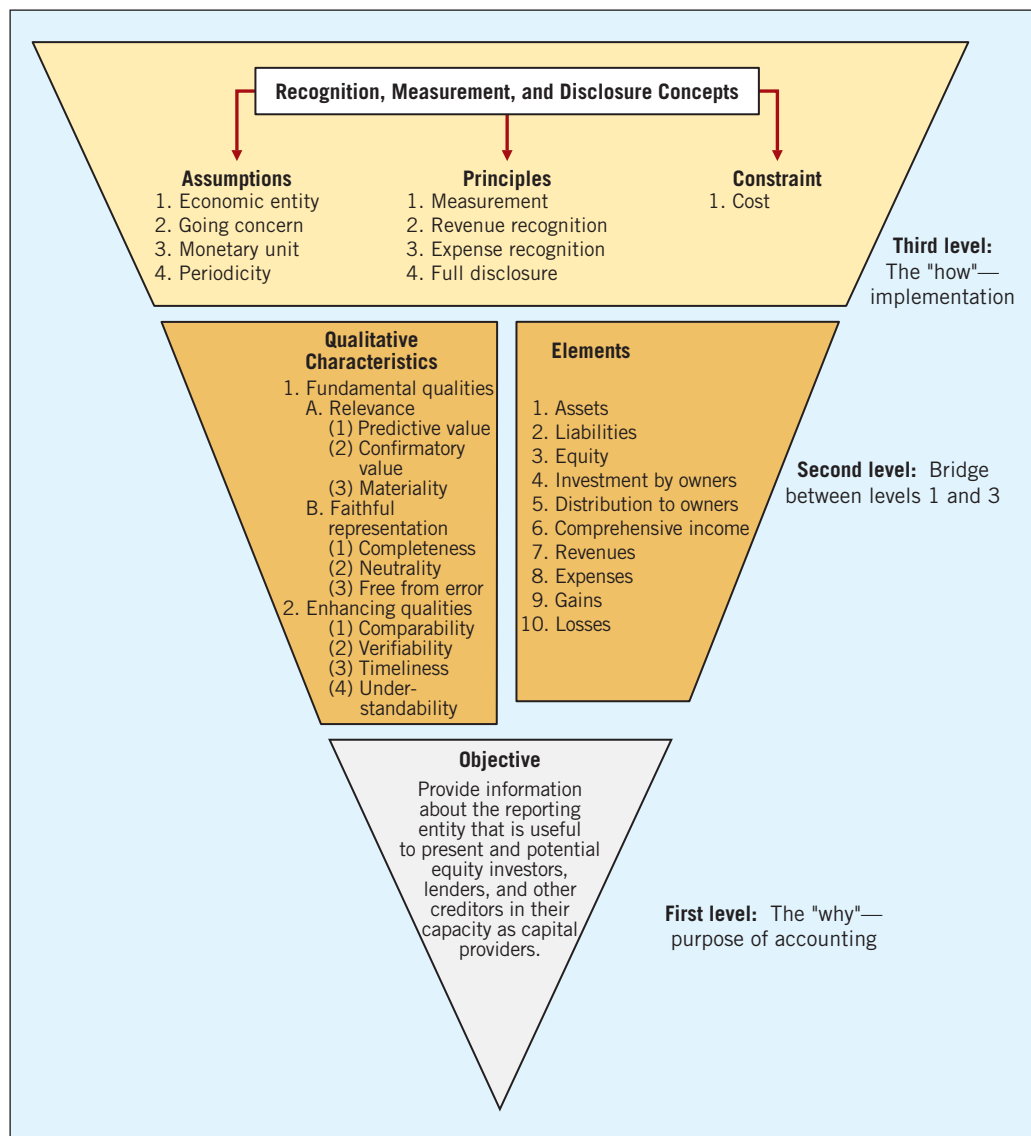 Recognition, Measurement, and Disclosure Concepts
Assumptions
1. Economic entity
2. Going concern
3. Monetary unit
4. Periodicity
Principles
1. Measurement
2. Revenue recognition
3. Expense recognition
4. Full disclosure
Constraint
1. Cost
Third level:
The "how"—
implementation
Qualitative
Characteristics
1. Fundamental qualities
A. Relevance
(1) Predictive value
(2) Confirmatory
value
(3) Materiality
B. Faithful
representation
(1) Completeness
(2) Neutrality
(3) Free from error
2. Enhancing qualities
(1) Comparability
(2) Verifiability
(3) Timeliness
(4) Under-
standability
Elements
1. Assets
2. Liabilities
3. Equity
4. Investment by owners
5. Distribution to owners
6. Comprehensive income
7. Revenues
8. Expenses
9. Gains
10. Losses
Second level: Bridge
between levels 1 and 3
Objective
Provide information
about the reporting
entity that is useful
to present and potential
equity investors,
lenders, and other
creditors in their
capacity as capital
providers.
First level: The "why"—
purpose of accounting